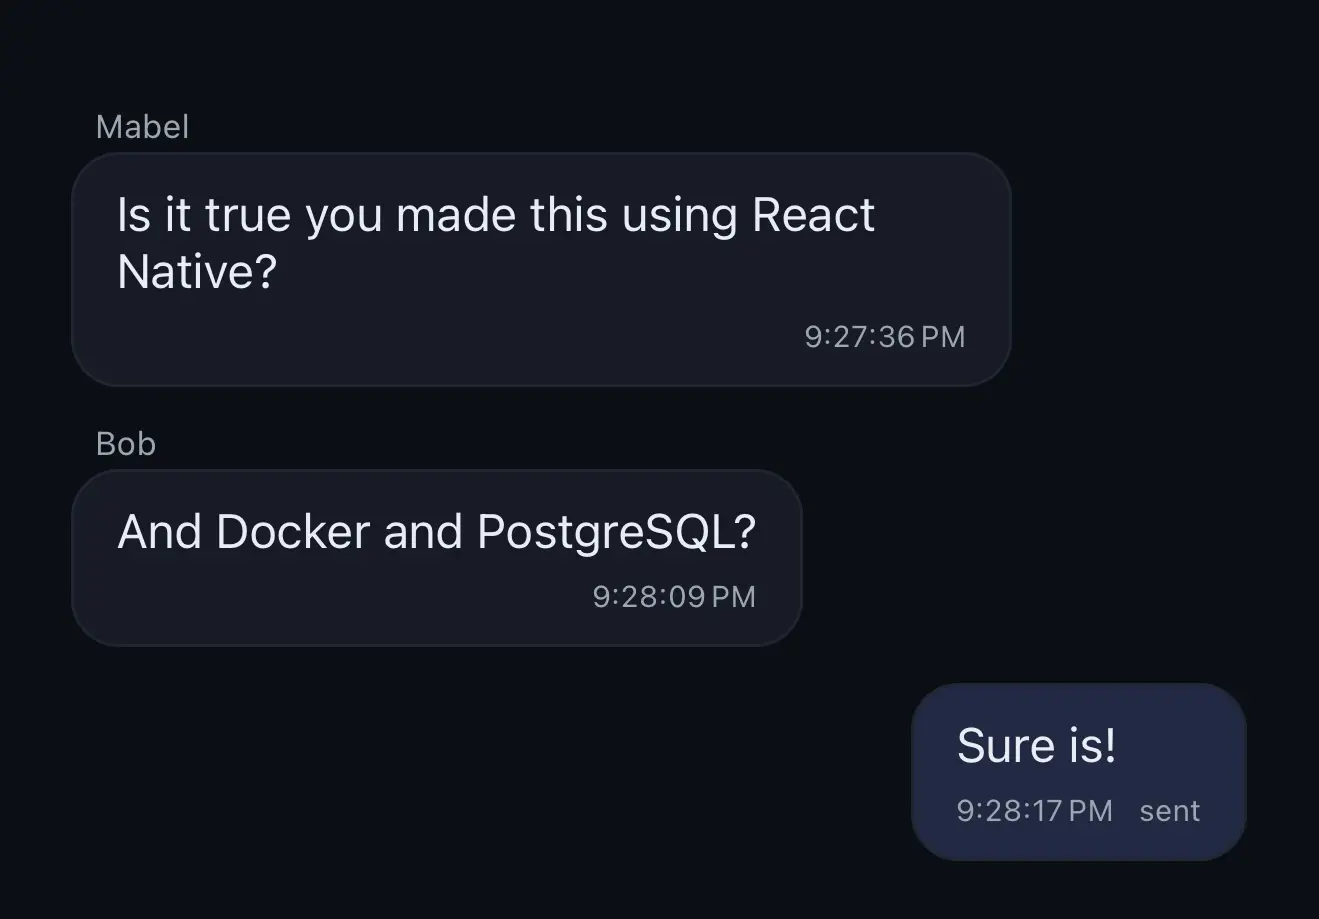 Mabel
Is it true you made this using React
Native?
9:27:36 PM
Bob
And Docker and PostgreSQL?
9:28:09 PM
Sure is!
9:28:17 PM sent